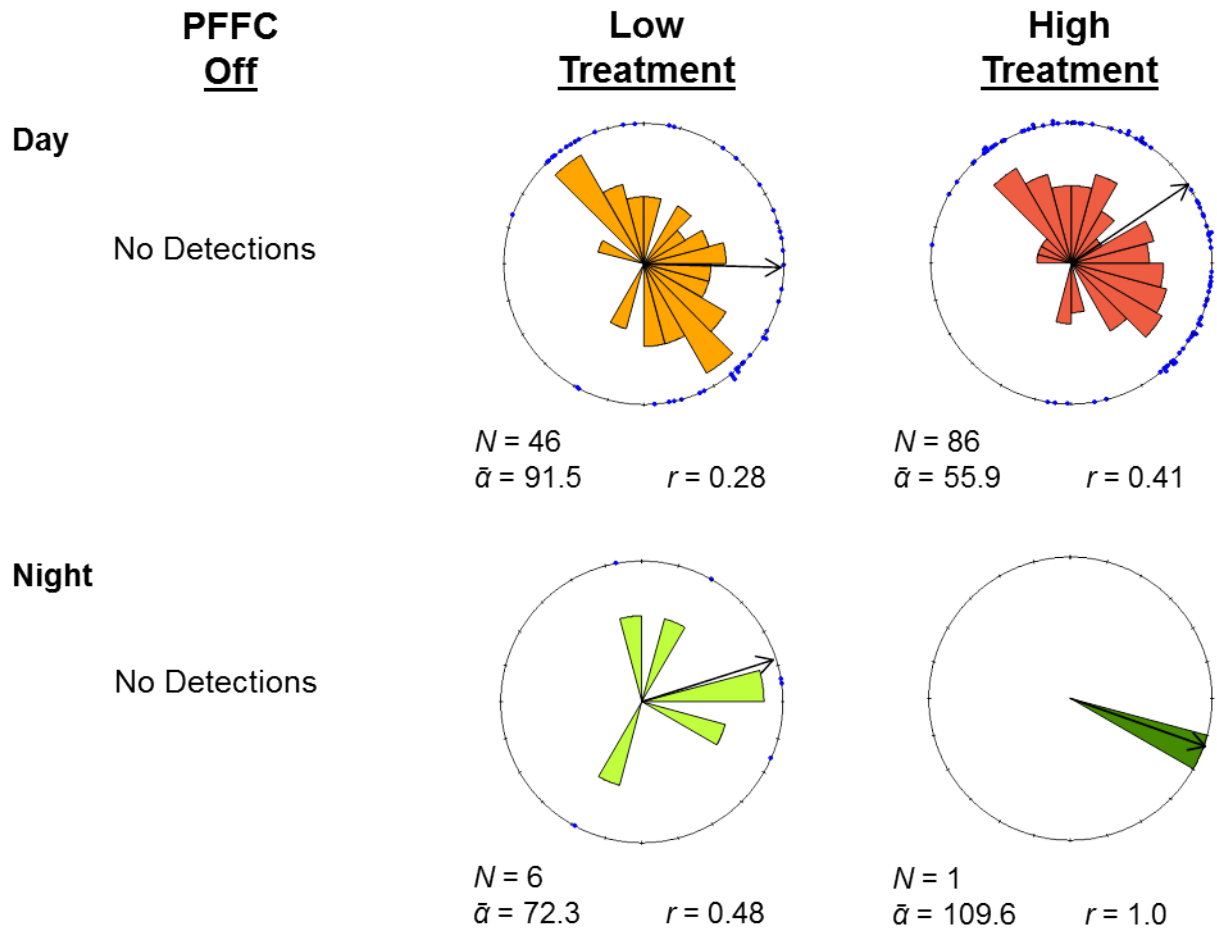 PFFC Low High
Off Treatment Treatment
Day
No Detections
N = 46 N = 86
ᾱ = 91.5 r = 0.28 ᾱ = 55.9 r = 0.41
Night
No Detections
N = 6 N = 1
ᾱ = 72.3 r = 0.48 ᾱ = 109.6 r = 1.0